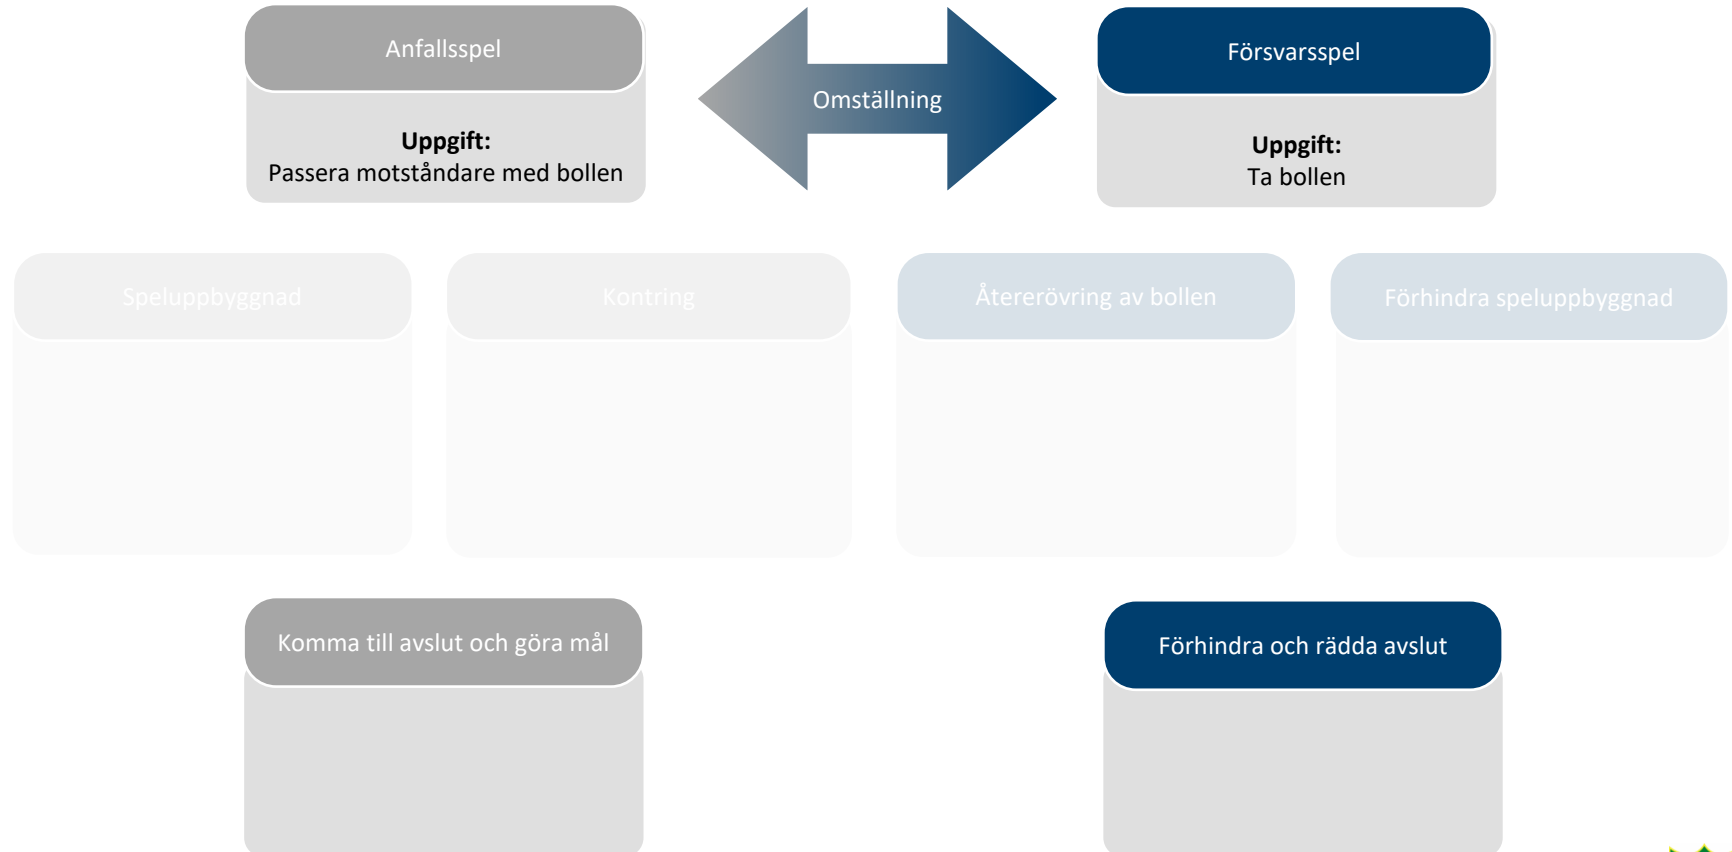 Anfallsspel
Omställning
Försvarsspel
Uppgift:
Passera motståndare med bollen
Uppgift:
Ta bollen
Speluppbyggnad
Kontring
Återerövring av bollen
Förhindra speluppbyggnad
Komma till avslut och göra mål
Förhindra och rädda avslut